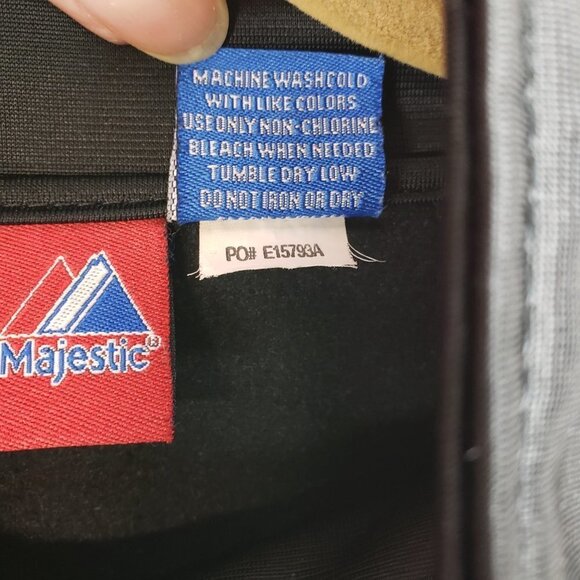 MACHINE WASH COLD
WITH LIKE COLORS
USE ONLY NON-CHLORINE
BLEACH WHEN NEEDED
TUMBLE DRY LOW
DO NOT IRON OR DRY
PO# E15793A
Majestic®